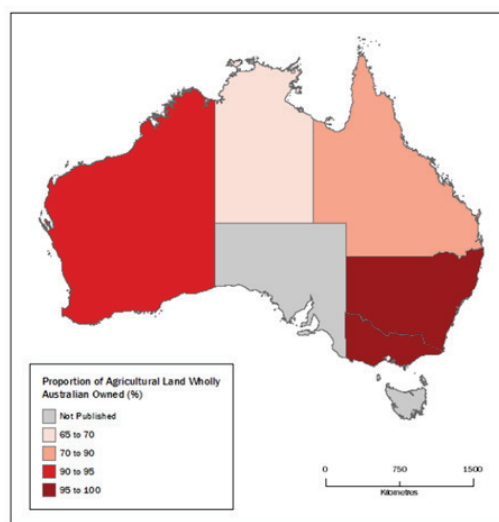 Proportion of Agricultural Land Wholly
Australian Owned (%)
Not Published
65 to 70
70 to 90
90 to 95
95 to 100
0 750 1500
Kilometres